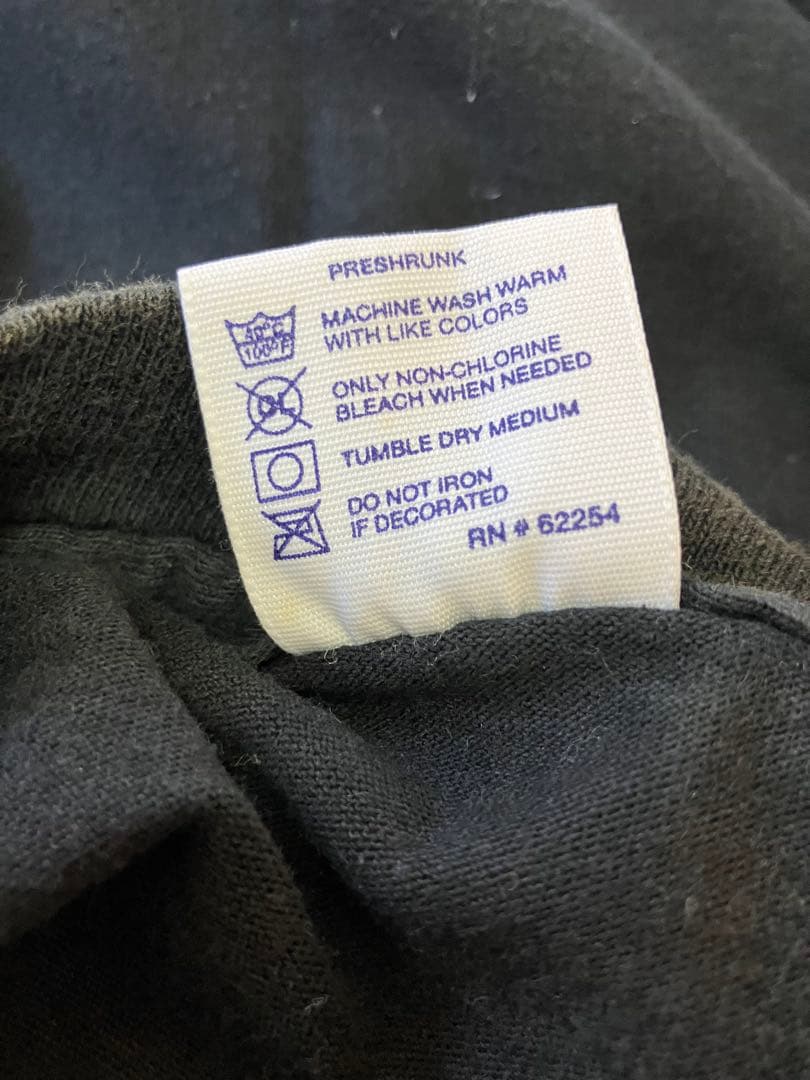 PRESHRUNK
40°C
100°F
MACHINE WASH WARM
WITH LIKE COLORS
CL
ONLY NON-CHLORINE
BLEACH WHEN NEEDED
TUMBLE DRY MEDIUM
DO NOT IRON
IF DECORATED
RN # 62254